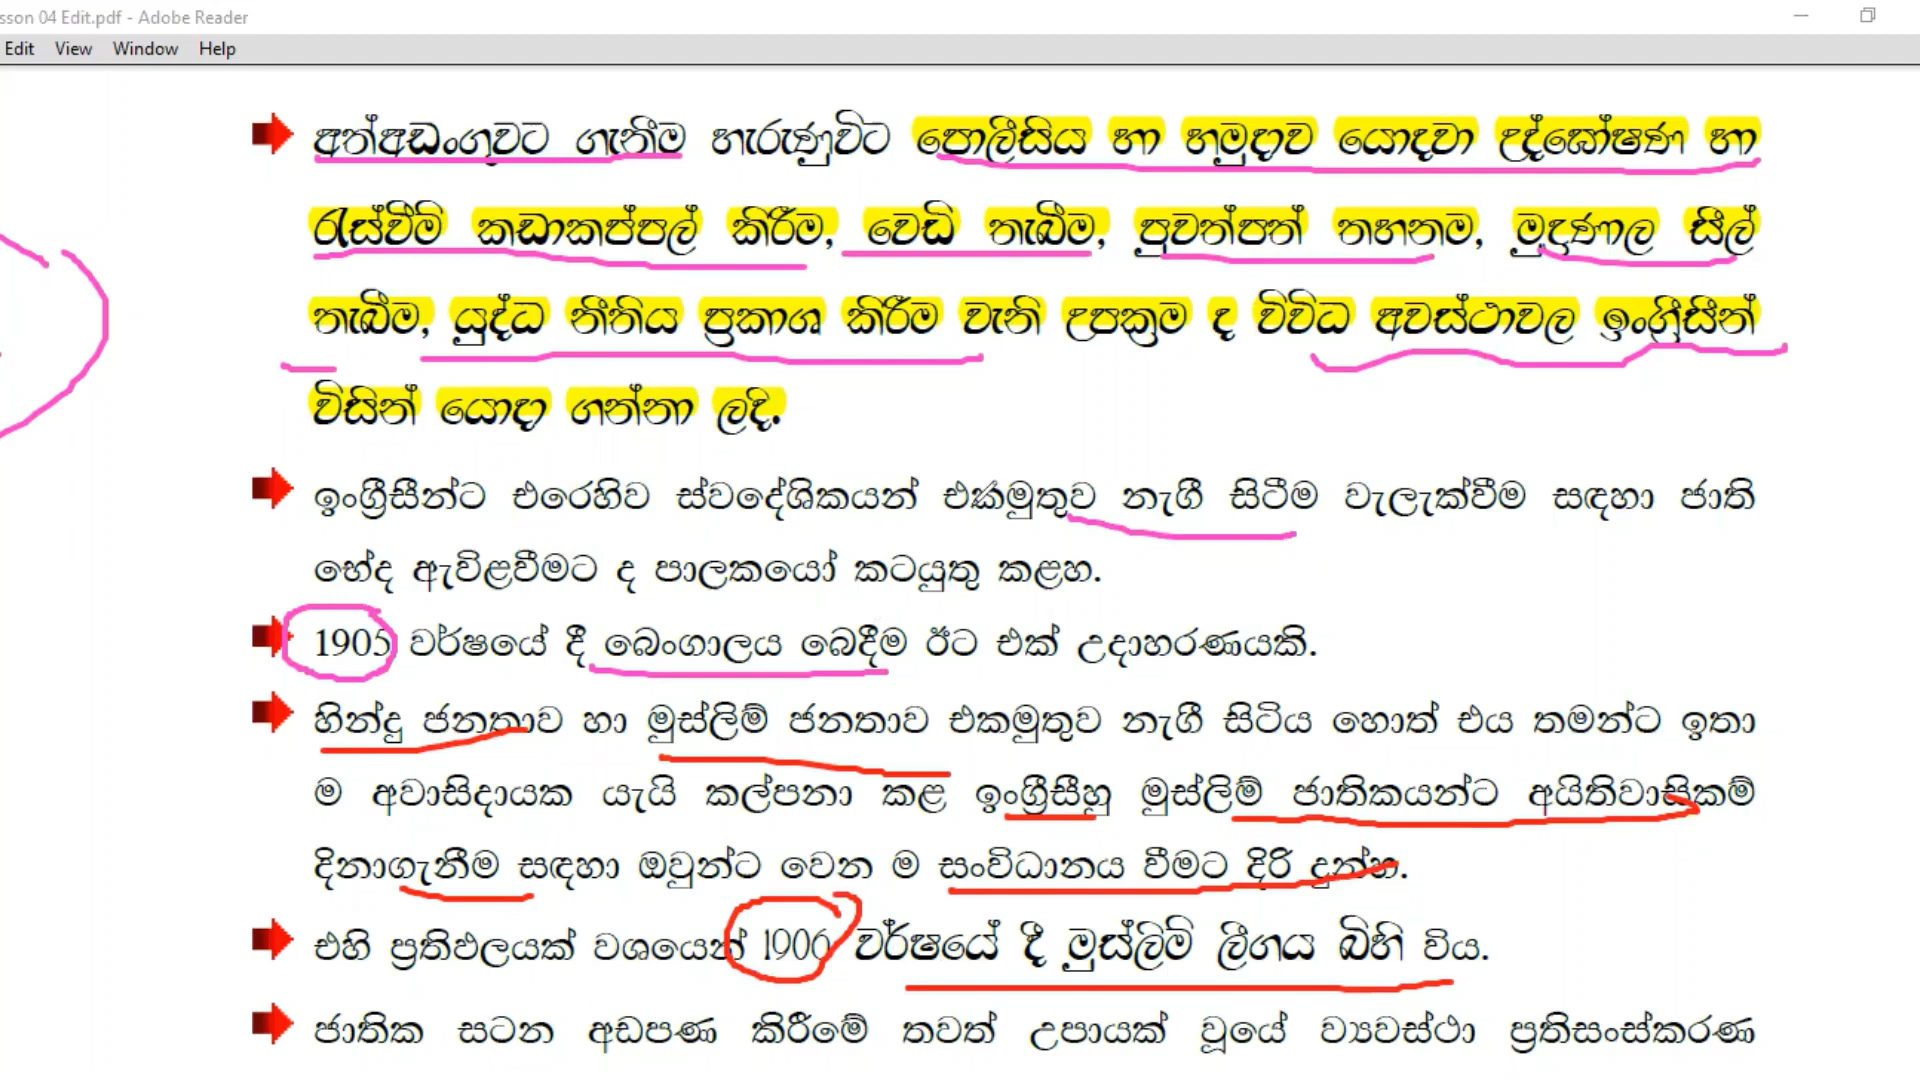 sson 04 Edit.pdf - Adobe Reader
Edit View Window Help
අත්අඩංගුවට ගැනීම හැරුණුවිට පොලීසිය හා හමුදාව යොදවා උද්ඝෝෂණ හා
රැස්වීම් කඩාකප්පල් කිරීම, වෙඩි තැබීම, පුවත්පත් තහනම, මුද්‍රණාල සීල්
තැබීම, යුද්ධ නීතිය ප්‍රකාශ කිරීම වැනි උපක්‍රම ද විවිධ අවස්ථාවල ඉංග්‍රීසීන්
විසින් යොදා ගන්නා ලදි.
ඉංග්‍රීසීන්ට එරෙහිව ස්වදේශිකයන් එකමුතුව නැගී සිටීම වැලැක්වීම සඳහා ජාති
භේද ඇවිළවීමට ද පාලකයෝ කටයුතු කළහ.
1905 වර්ෂයේ දී බෙංගාලය බෙදීම ඊට එක් උදාහරණයකි.
හින්දු ජනතාව හා මුස්ලිම් ජනතාව එකමුතුව නැගී සිටිය හොත් එය තමන්ට ඉතා
ම අවාසිදායක යැයි කල්පනා කළ ඉංග්‍රීසීහු මුස්ලිම් ජාතිකයන්ට අයිතිවාසිකම්
දිනාගැනීම සඳහා ඔවුන්ට වෙන ම සංවිධානය වීමට දිරි දුන්හ.
එහි ප්‍රතිඵලයක් වශයෙන් 1906 වර්ෂයේ දී මුස්ලිම් ලීගය බිහි විය.
ජාතික සටන අඩපණ කිරීමේ තවත් උපායක් වූයේ ව්‍යවස්ථා ප්‍රතිසංස්කරණ